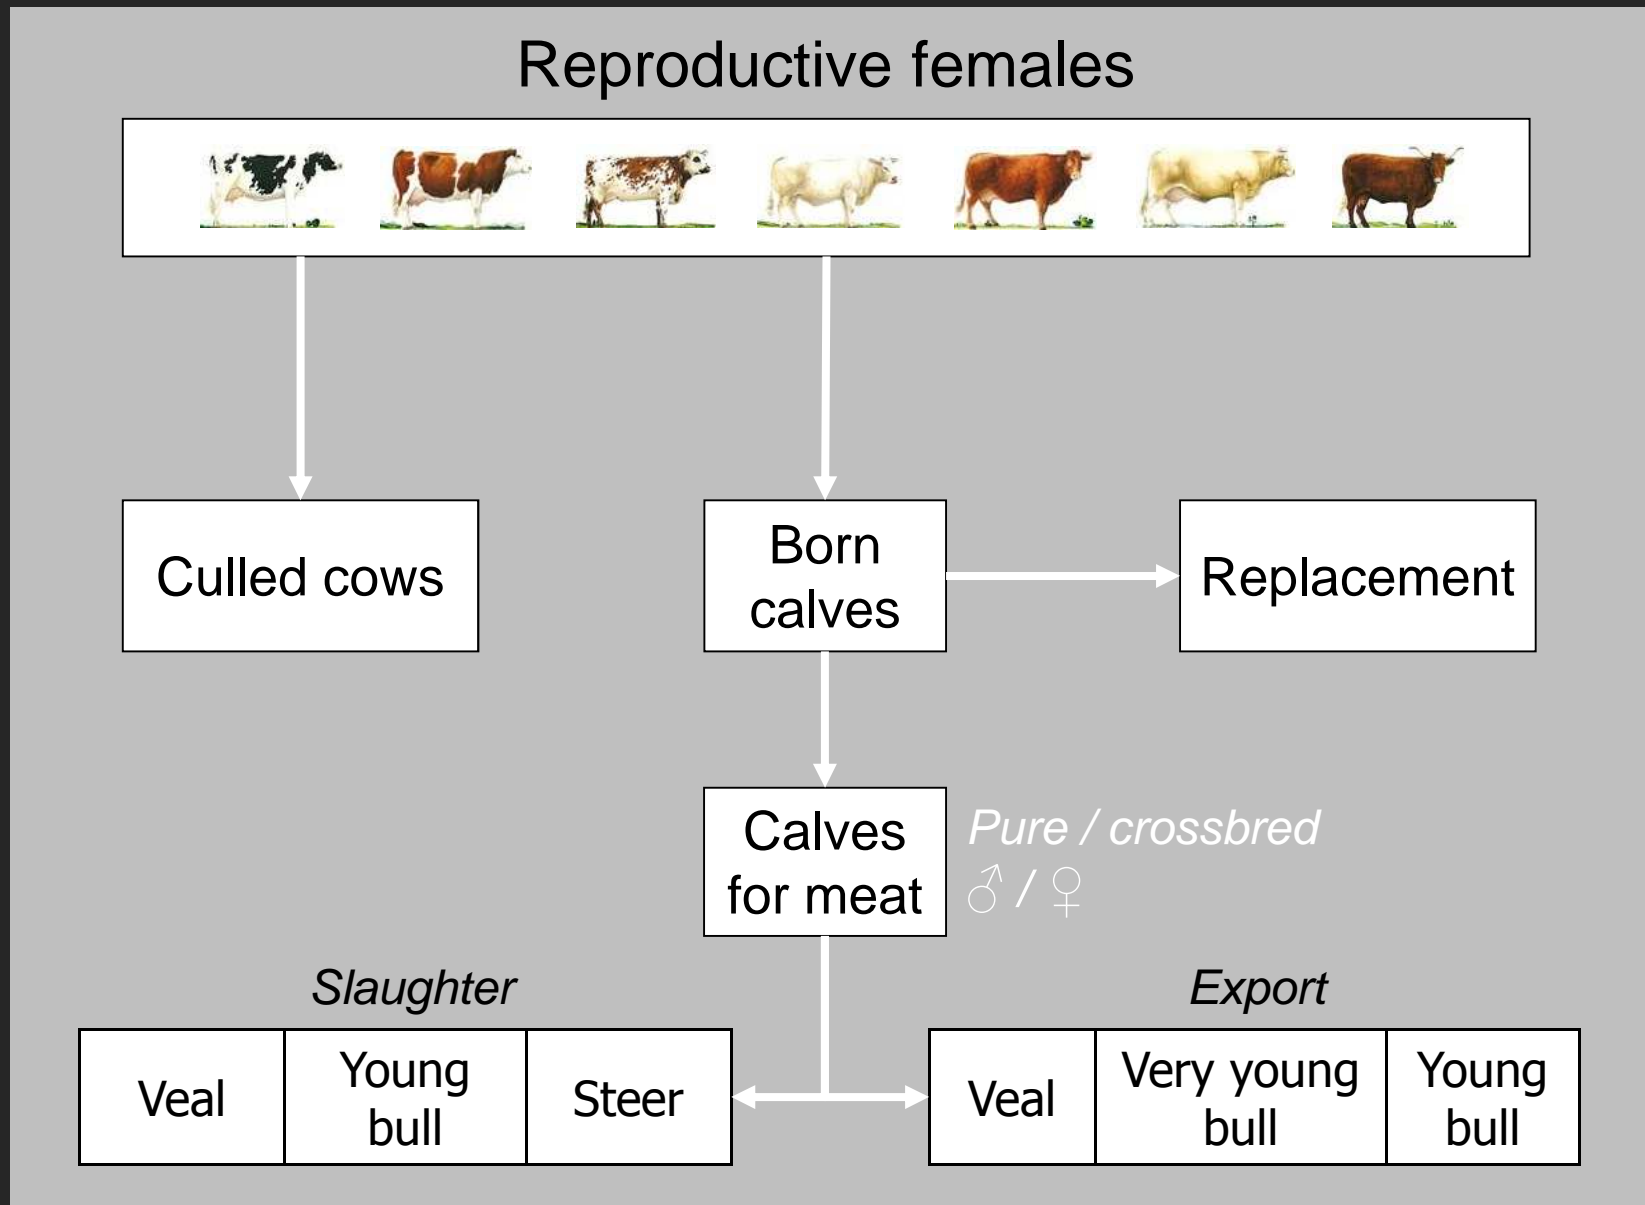 Reproductive females
Culled cows
Born
calves
Replacement
Calves
for meat
Pure / crossbred
♂ / ♀
Slaughter
Export
Veal
Young
bull
Steer
Veal
Very young
bull
Young
bull